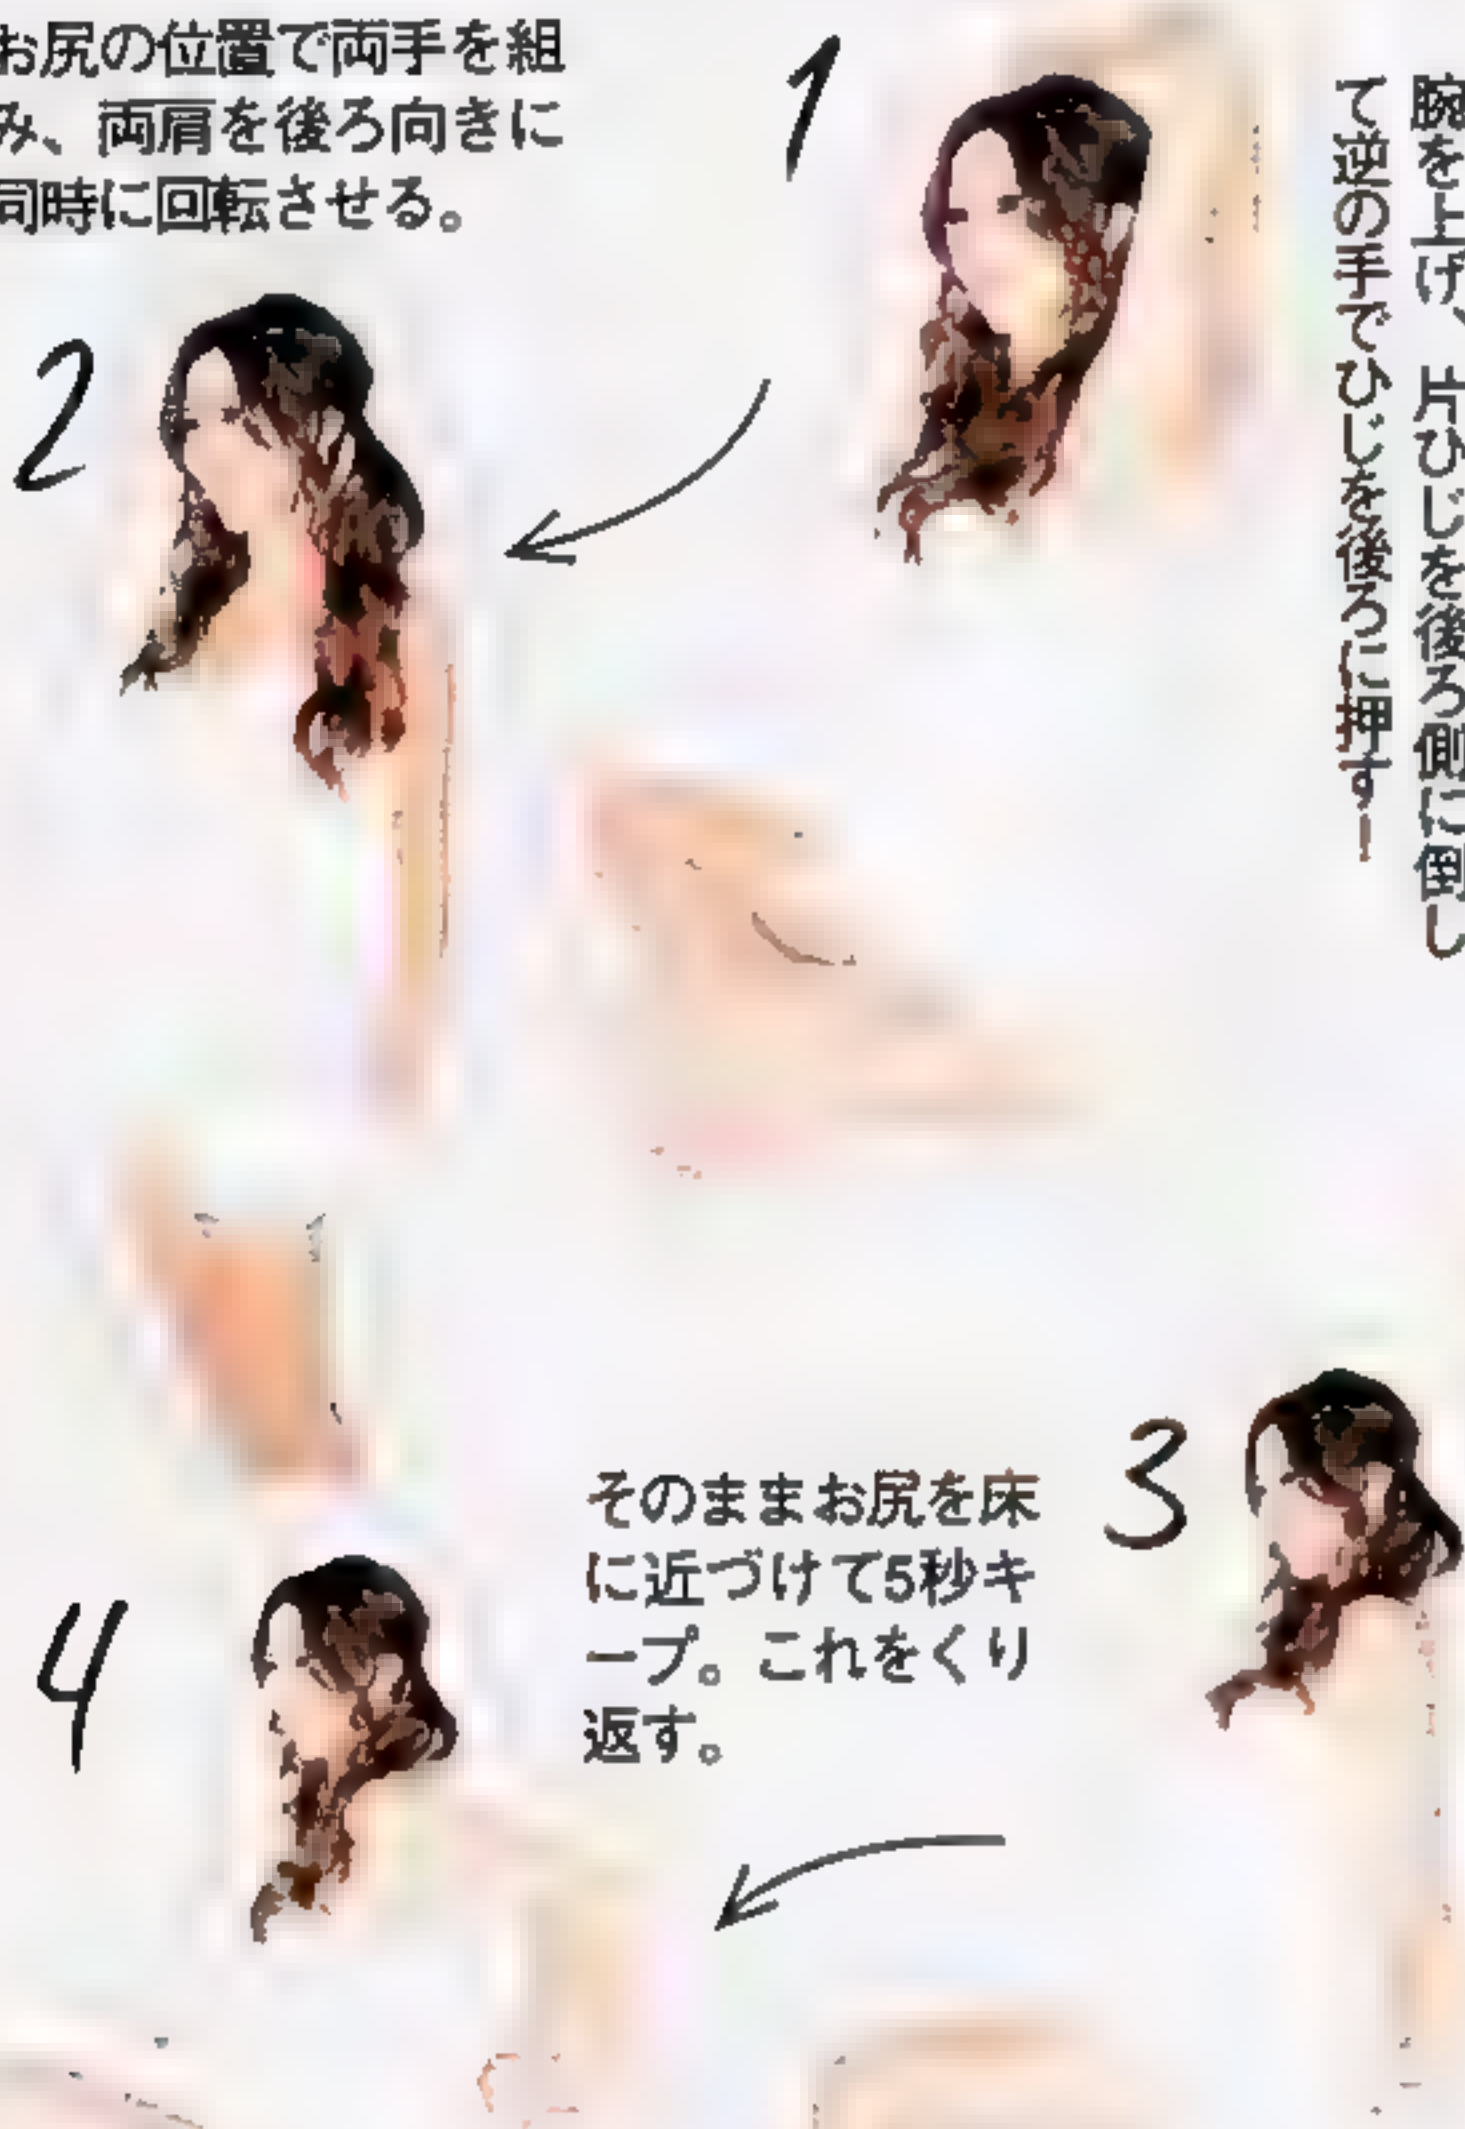 腕を上げ、片ひじを後ろ側に倒し
て逆の手でひじを後ろに押す！
1
お尻の位置で両手を組
み、両肩を後ろ向きに
同時に回転させる。
2
3
そのままお尻を床
に近づけて5秒キ
ープ。これをくり
返す。
4